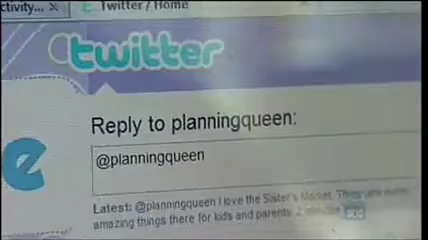 ctivity... x Twitter / Home
twitter
Reply to planningqueen:
@planningqueen
e
Latest: @planningqueen I love the Sister's Market. There are
amazing things there for kids and parents. 2